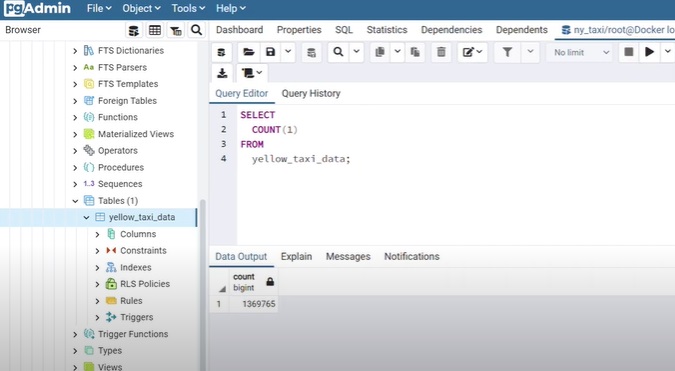 pgAdmin File Object Tools Help
Browser
Dashboard Properties SQL Statistics Dependencies Dependents ny_taxi/root@Docker lo
FTS Dictionaries
FTS Parsers
FTS Templates
Foreign Tables
Functions
Materialized Views
Operators
Procedures
1..3 Sequences
Tables (1)
yellow_taxi_data
Columns
Constraints
Indexes
RLS Policies
Rules
Triggers
Trigger Functions
Types
Views
No limit
Query Editor Query History
1 SELECT
2 COUNT(1)
3 FROM
4 yellow_taxi_data;
Data Output Explain Messages Notifications
count
bigint
1 1369765